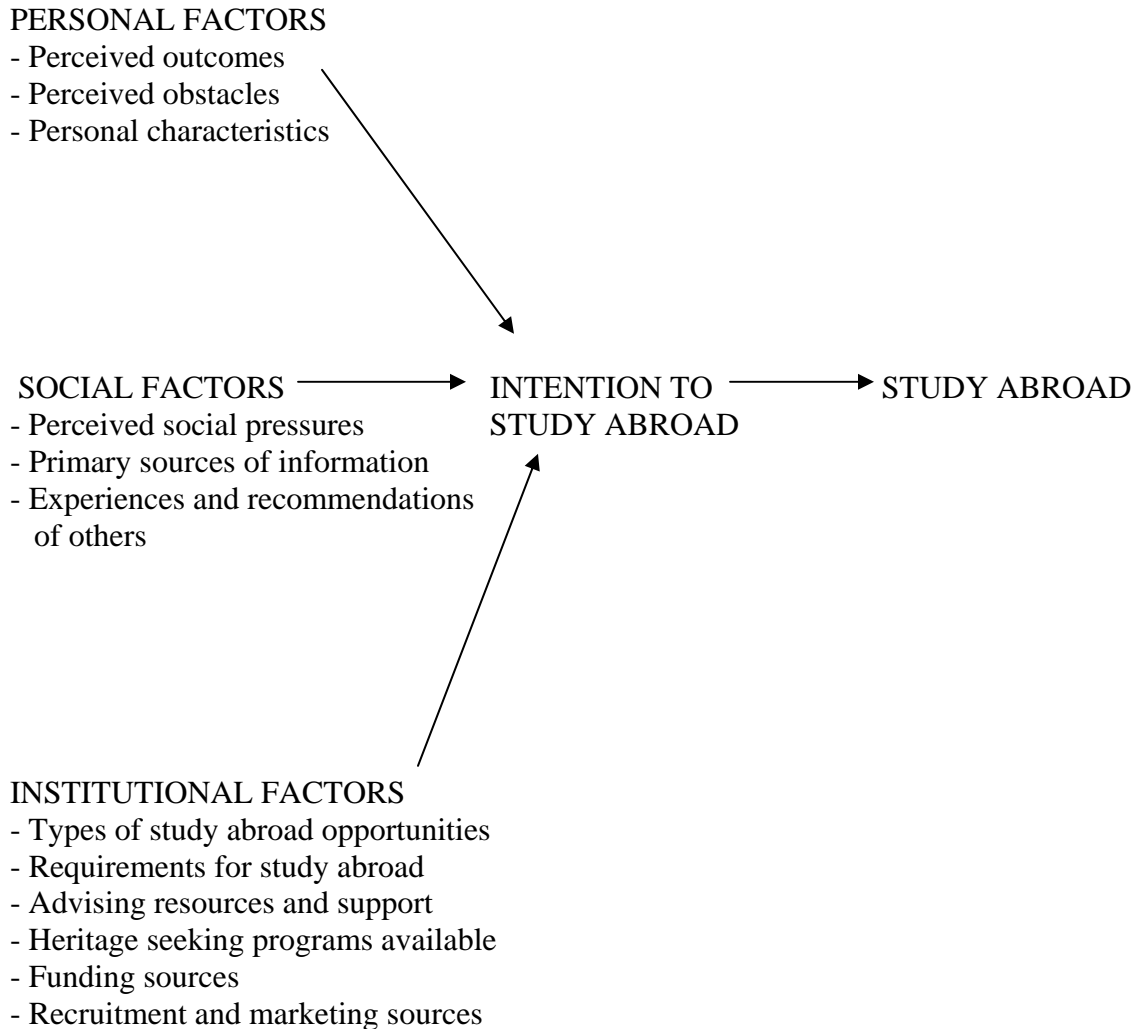 PERSONAL FACTORS
- Perceived outcomes
- Perceived obstacles
- Personal characteristics
SOCIAL FACTORS
- Perceived social pressures
- Primary sources of information
- Experiences and recommendations
of others
INTENTION TO
STUDY ABROAD
STUDY ABROAD
INSTITUTIONAL FACTORS
- Types of study abroad opportunities
- Requirements for study abroad
- Advising resources and support
- Heritage seeking programs available
- Funding sources
- Recruitment and marketing sources